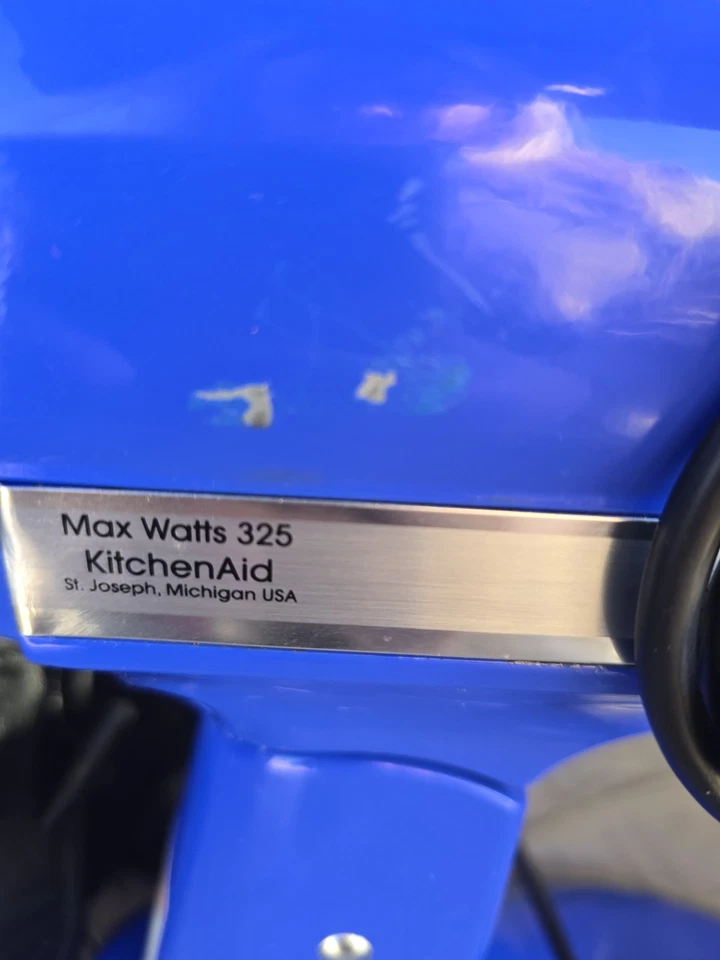 Max Watts 325
KitchenAid
St. Joseph, Michigan USA